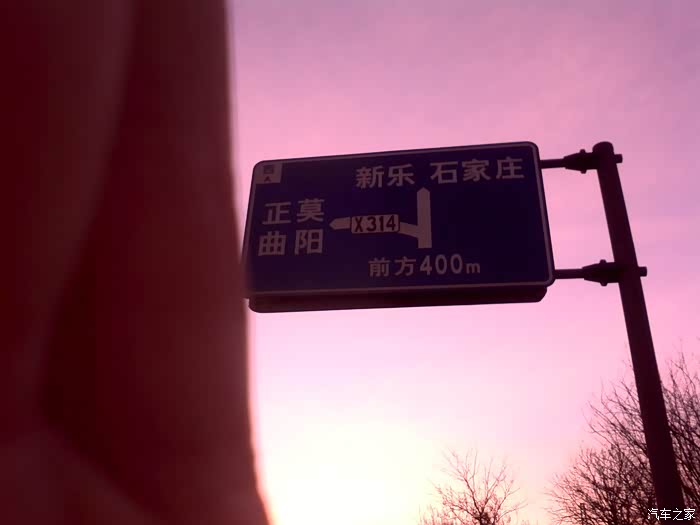 西
新乐 石家庄
正莫
曲阳
X314
前方400m
汽车之家